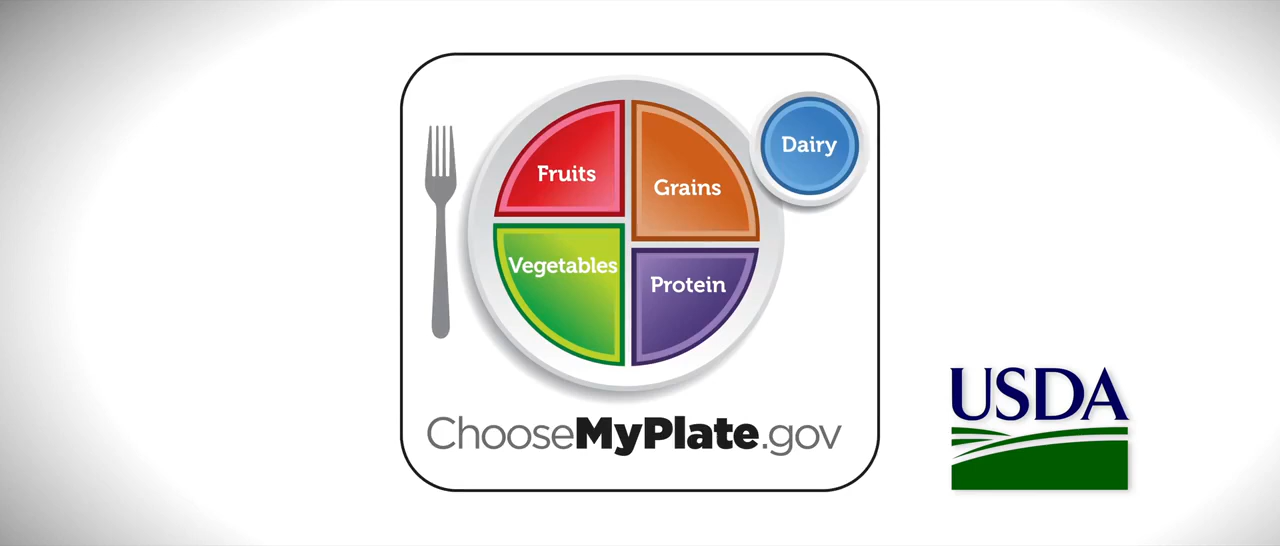 Fruits
Grains
Dairy
Vegetables
Protein
ChooseMyPlate.gov
USDA